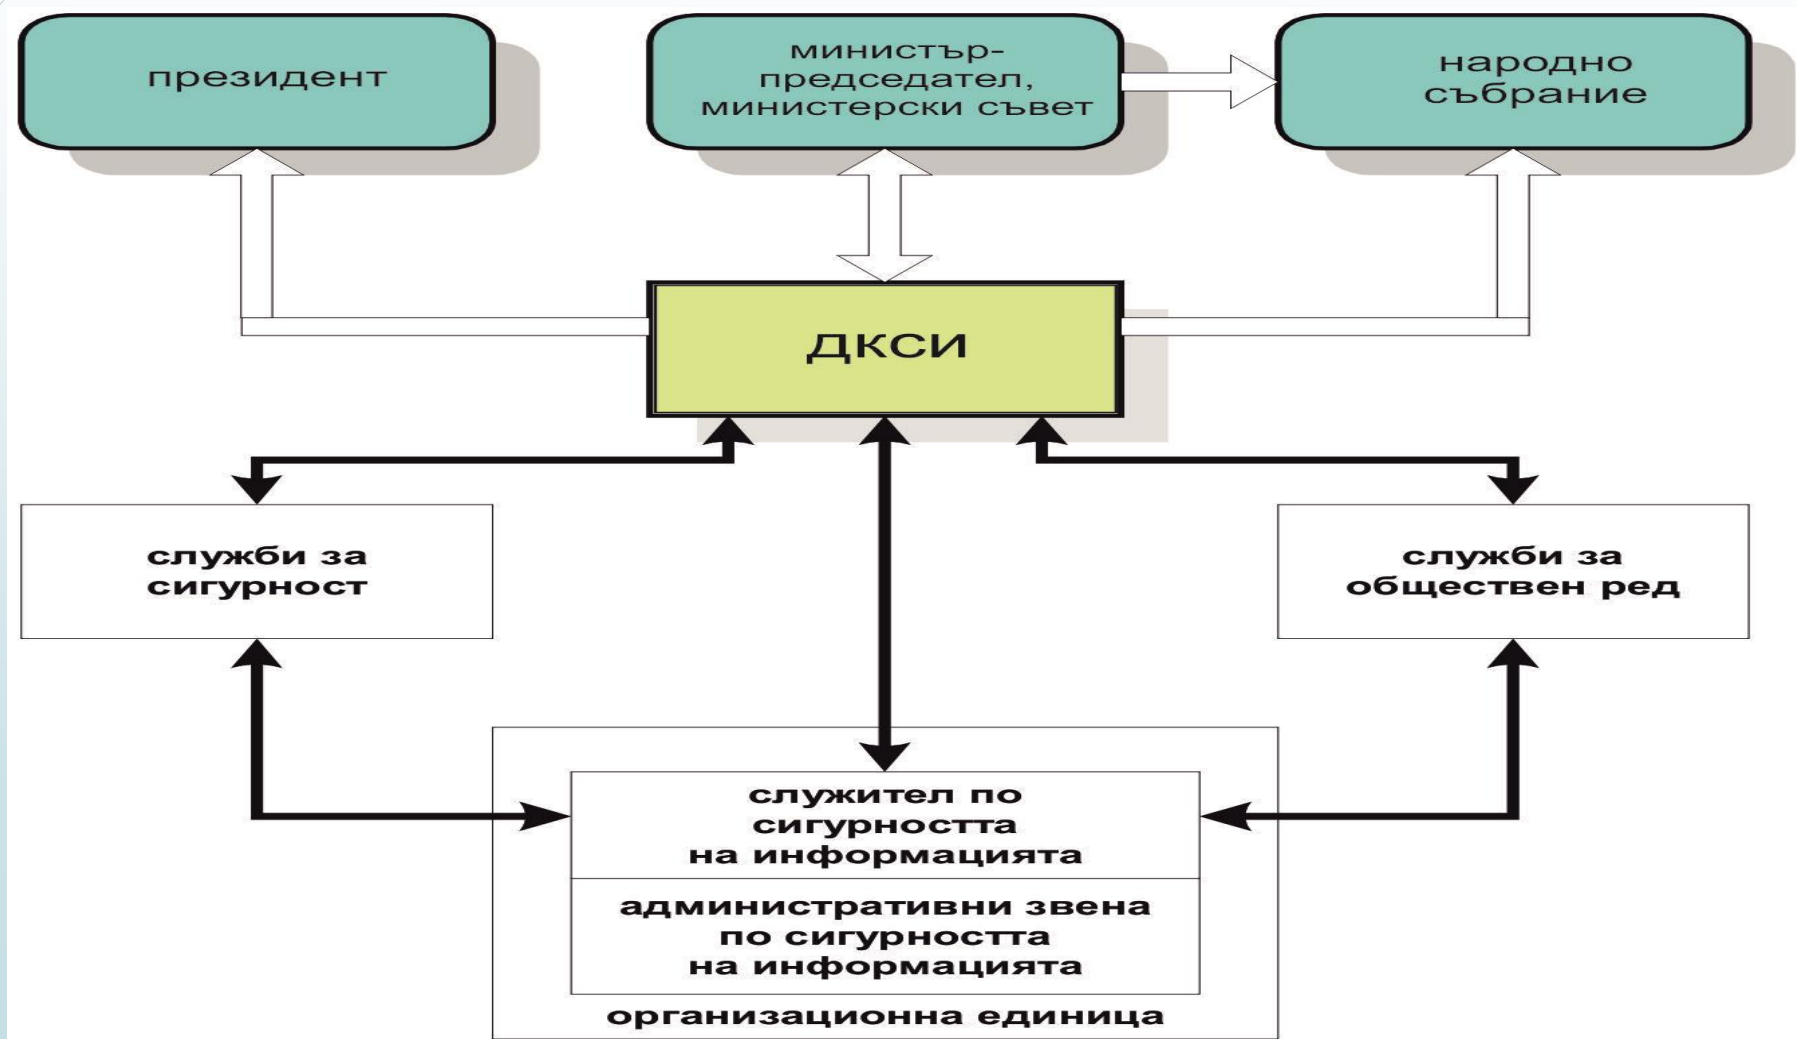 президент
министър-
председател,
министерски съвет
народно
събрание
ДКСИ
служби за
сигурност
служби за
обществен ред
служител по
сигурността
на информацията
административни звена
по сигурността
на информацията
организационна единица